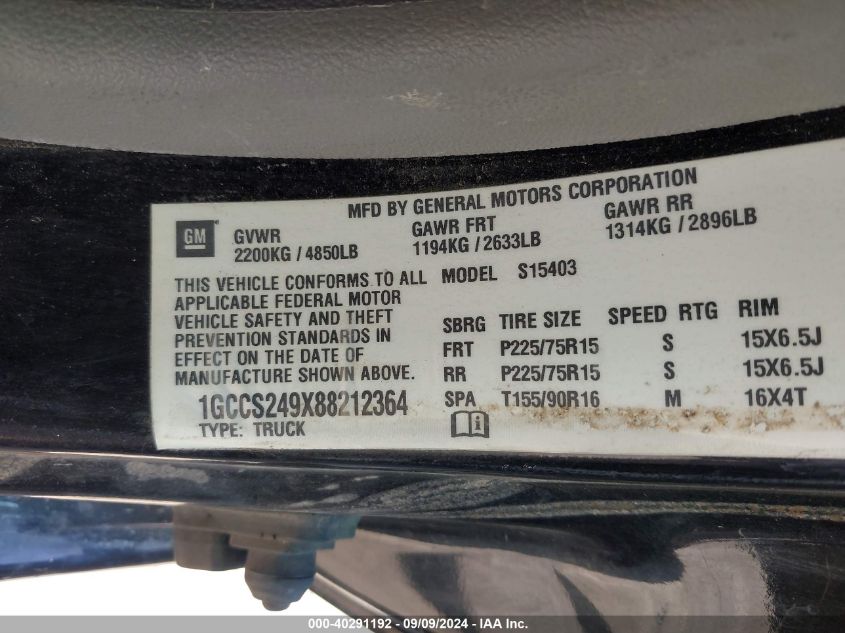 MFD BY GENERAL MOTORS CORPORATION
GM GVWR GAWR FRT GAWR RR
2200KG / 4850LB 1194KG / 2633LB 1314KG / 2896LB
THIS VEHICLE CONFORMS TO ALL
APPLICABLE FEDERAL MOTOR
VEHICLE SAFETY AND THEFT
PREVENTION STANDARDS IN
EFFECT ON THE DATE OF
MANUFACTURE SHOWN ABOVE.
1GCCS249X88212364
TYPE: TRUCK
MODEL S15403
SBRG TIRE SIZE SPEED RTG RIM
FRT P225/75R15 S 15X6.5J
RR P225/75R15 S 15X6.5J
SPA T155/90R16 M 16X4T
000-40291192 - 09/09/2024 - IAA Inc.